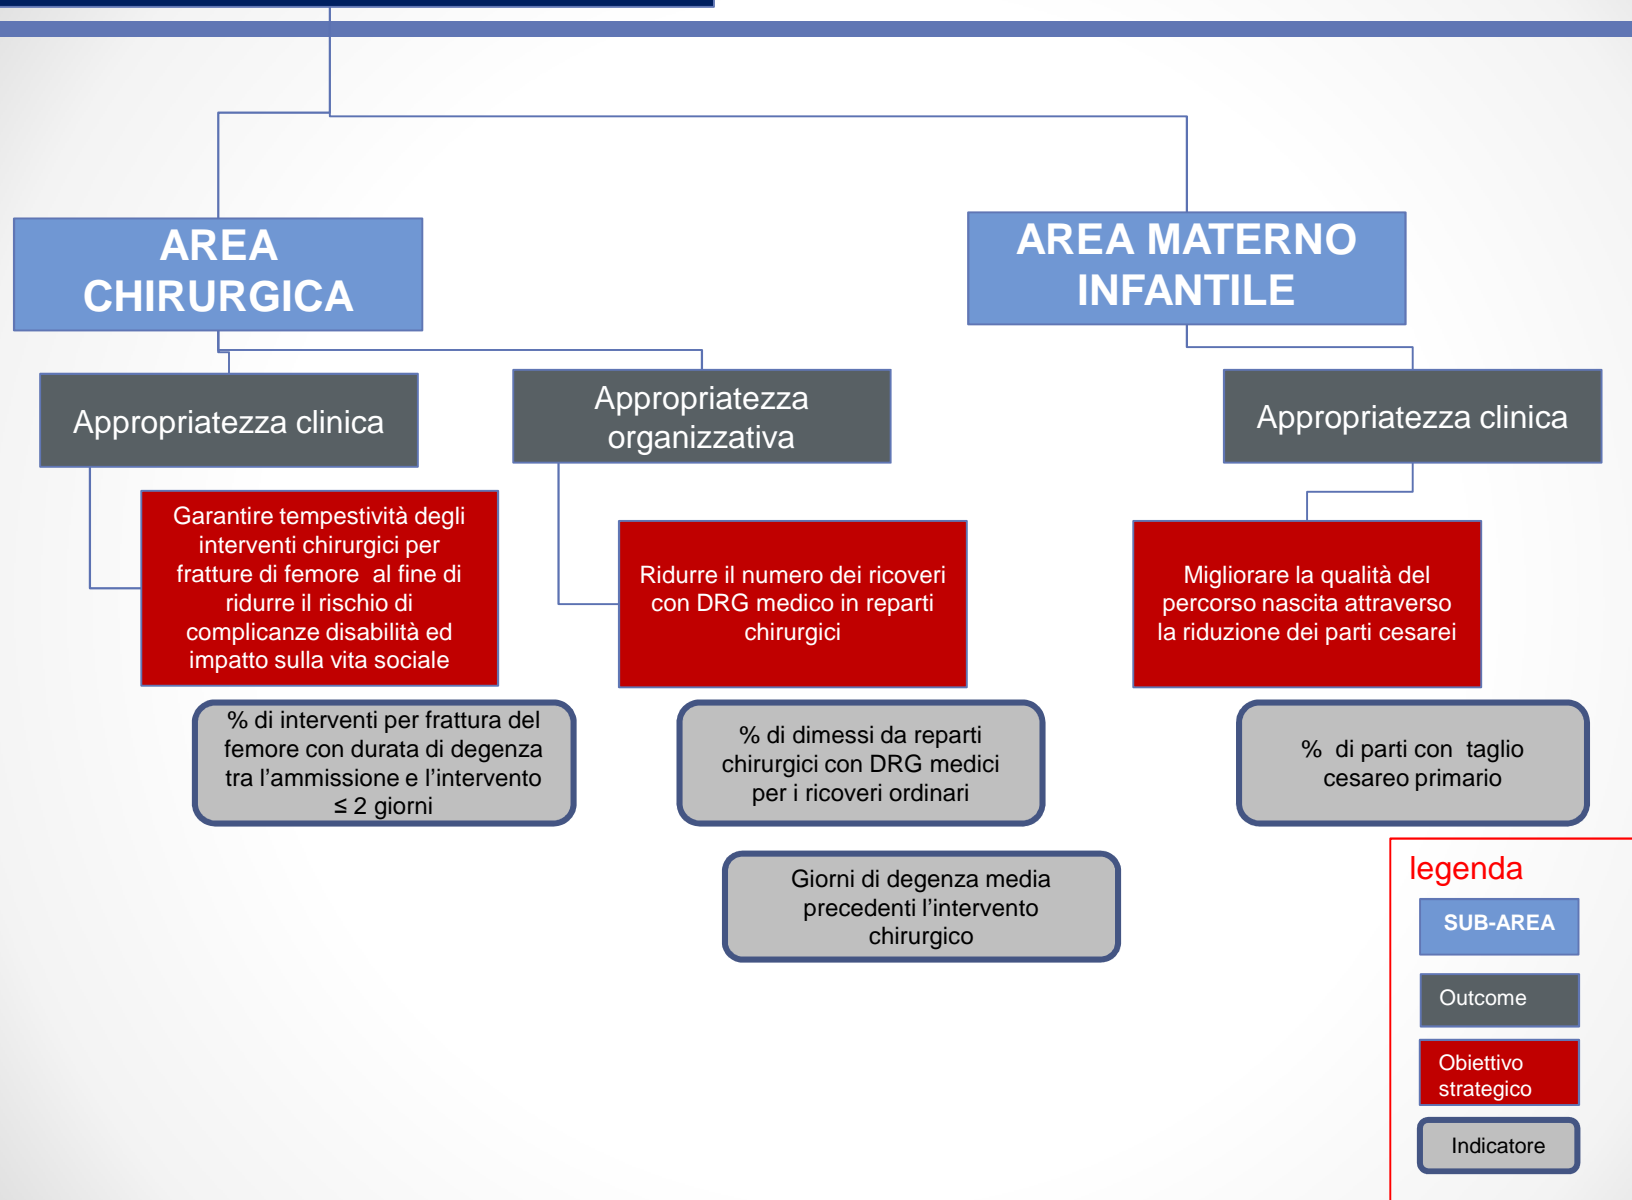 AREA
CHIRURGICA
AREA MATERNO
INFANTILE
Appropriatezza clinica
Appropriatezza
organizzativa
Appropriatezza clinica
Garantire tempestività degli
interventi chirurgici per
fratture di femore al fine di
ridurre il rischio di
complicanze disabilità ed
impatto sulla vita sociale
Ridurre il numero dei ricoveri
con DRG medico in reparti
chirurgici
Migliorare la qualità del
percorso nascita attraverso
la riduzione dei parti cesarei
% di interventi per frattura del
femore con durata di degenza
tra l’ammissione e l’intervento
≤ 2 giorni
% di dimessi da reparti
chirurgici con DRG medici
per i ricoveri ordinari
% di parti con taglio
cesareo primario
Giorni di degenza media
precedenti l’intervento
chirurgico
legenda
SUB-AREA
Outcome
Obiettivo
strategico
Indicatore